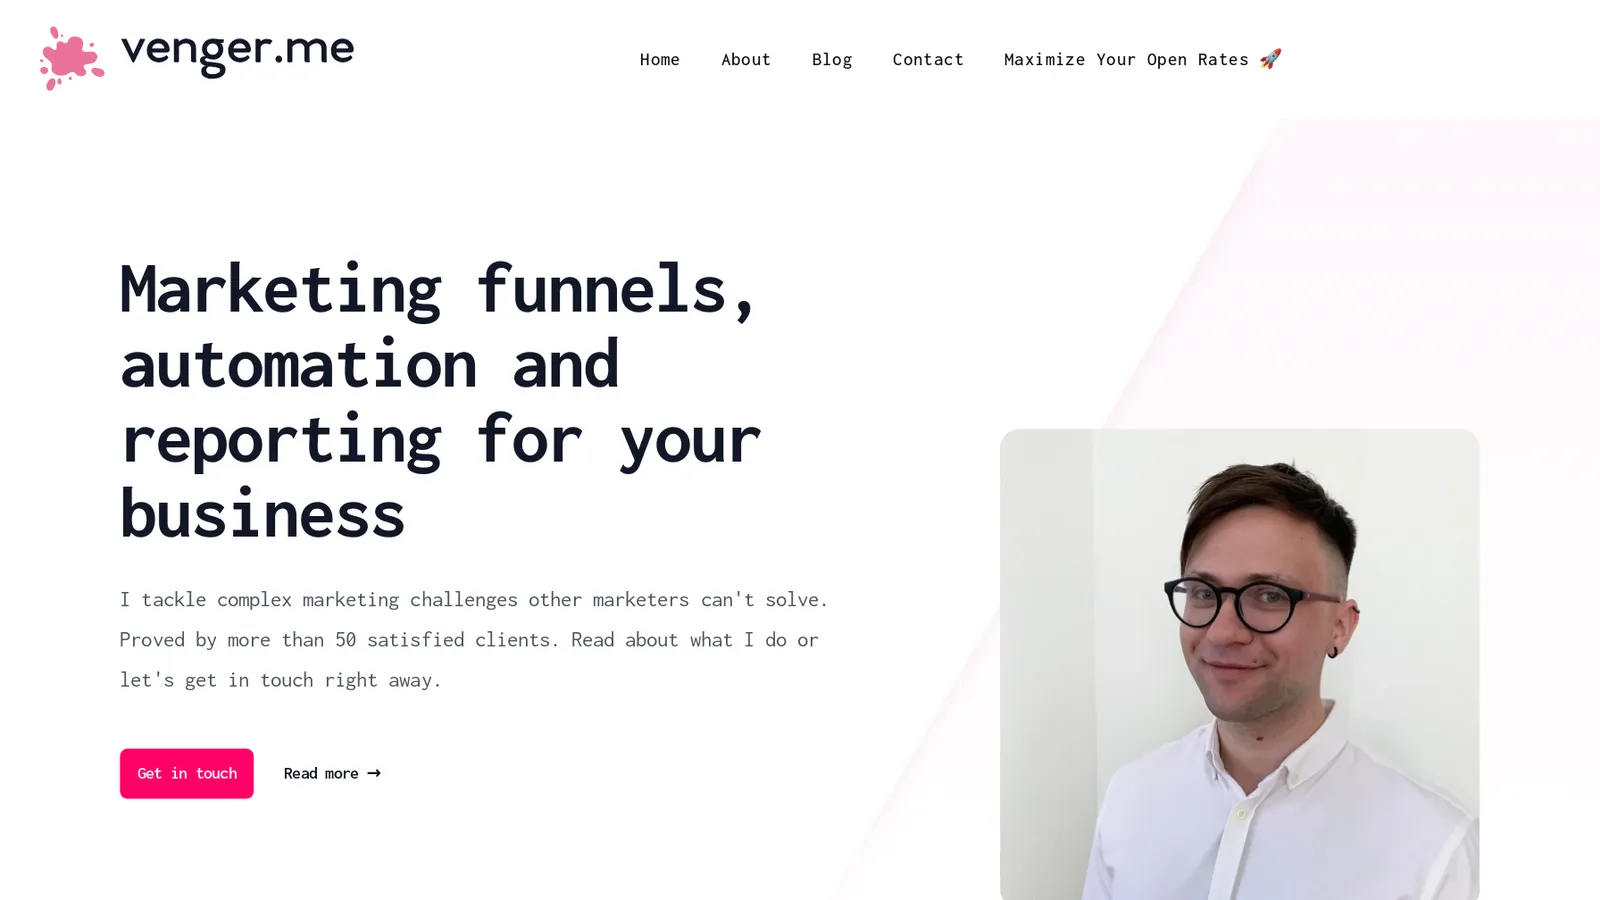 venger.me
Home About Blog Contact Maximize Your Open Rates 🚀
Marketing funnels,
automation and
reporting for your
business
I tackle complex marketing challenges other marketers can't solve.
Proved by more than 50 satisfied clients. Read about what I do or
let's get in touch right away.
Get in touch Read more →